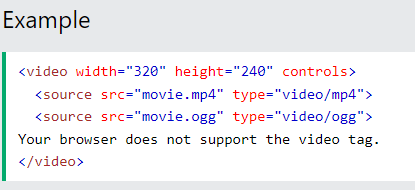 Example
<video width="320" height="240" controls>
<source src="movie.mp4" type="video/mp4">
<source src="movie.ogg" type="video/ogg">
Your browser does not support the video tag.
</video>